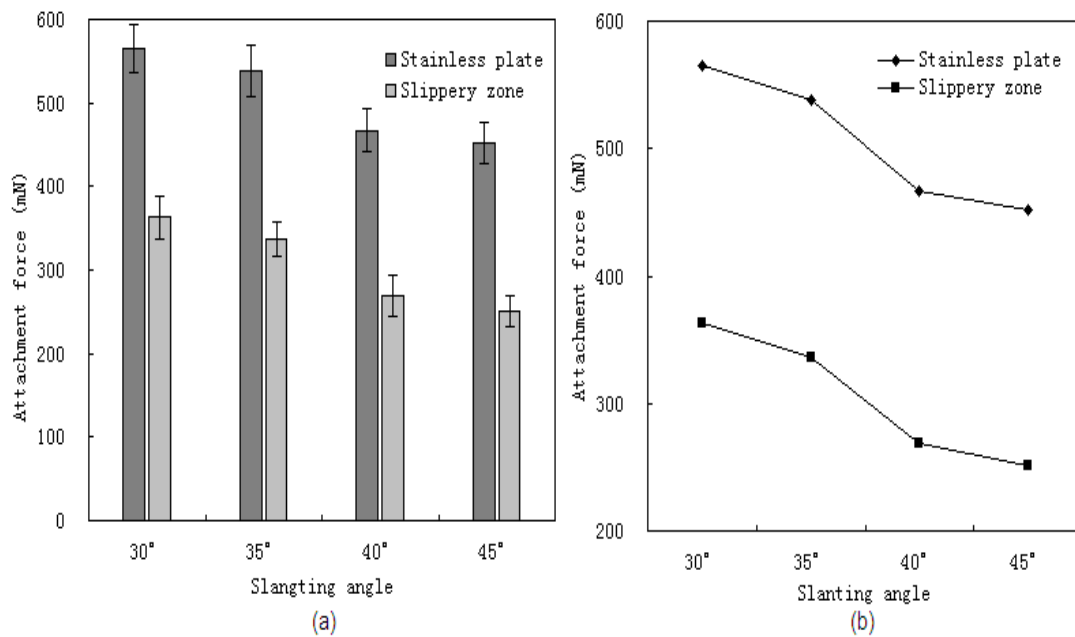 600
500
400
300
200
100
0
Attachment force (mN)
Stainless plate
Slippery zone
30° 35° 40° 45°
Slangting angle
(a)
600
500
400
300
200
Attachment force (mN)
Stainless plate
Slippery zone
30° 35° 40° 45°
Slanting angle
(b)